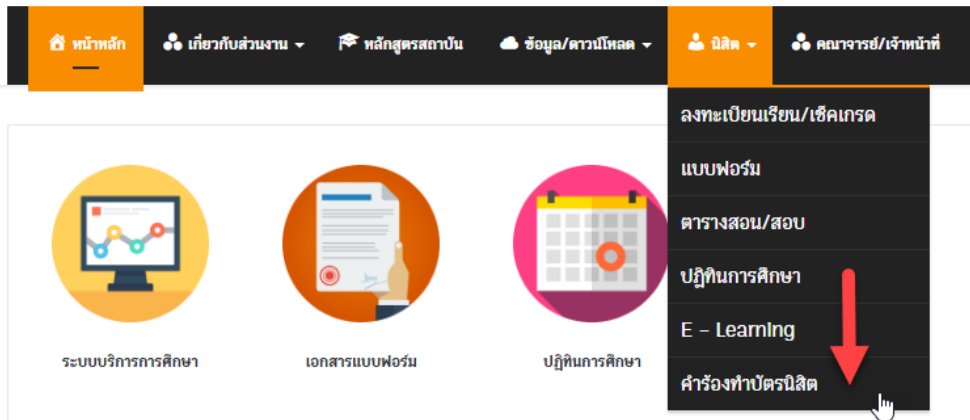 หน้าหลัก เกี่ยวกับส่วนงาน หลักสูตรสถาบัน ข้อมูล/ดาวน์โหลด นิสิต คณาจารย์/เจ้าหน้าที่
ลงทะเบียนเรียน/เช็คเกรด
แบบฟอร์ม
ตารางสอน/สอบ
ปฏิทินการศึกษา
E – Learning
คำร้องทำบัตรนิสิต
ระบบบริการการศึกษา เอกสารแบบฟอร์ม ปฏิทินการศึกษา